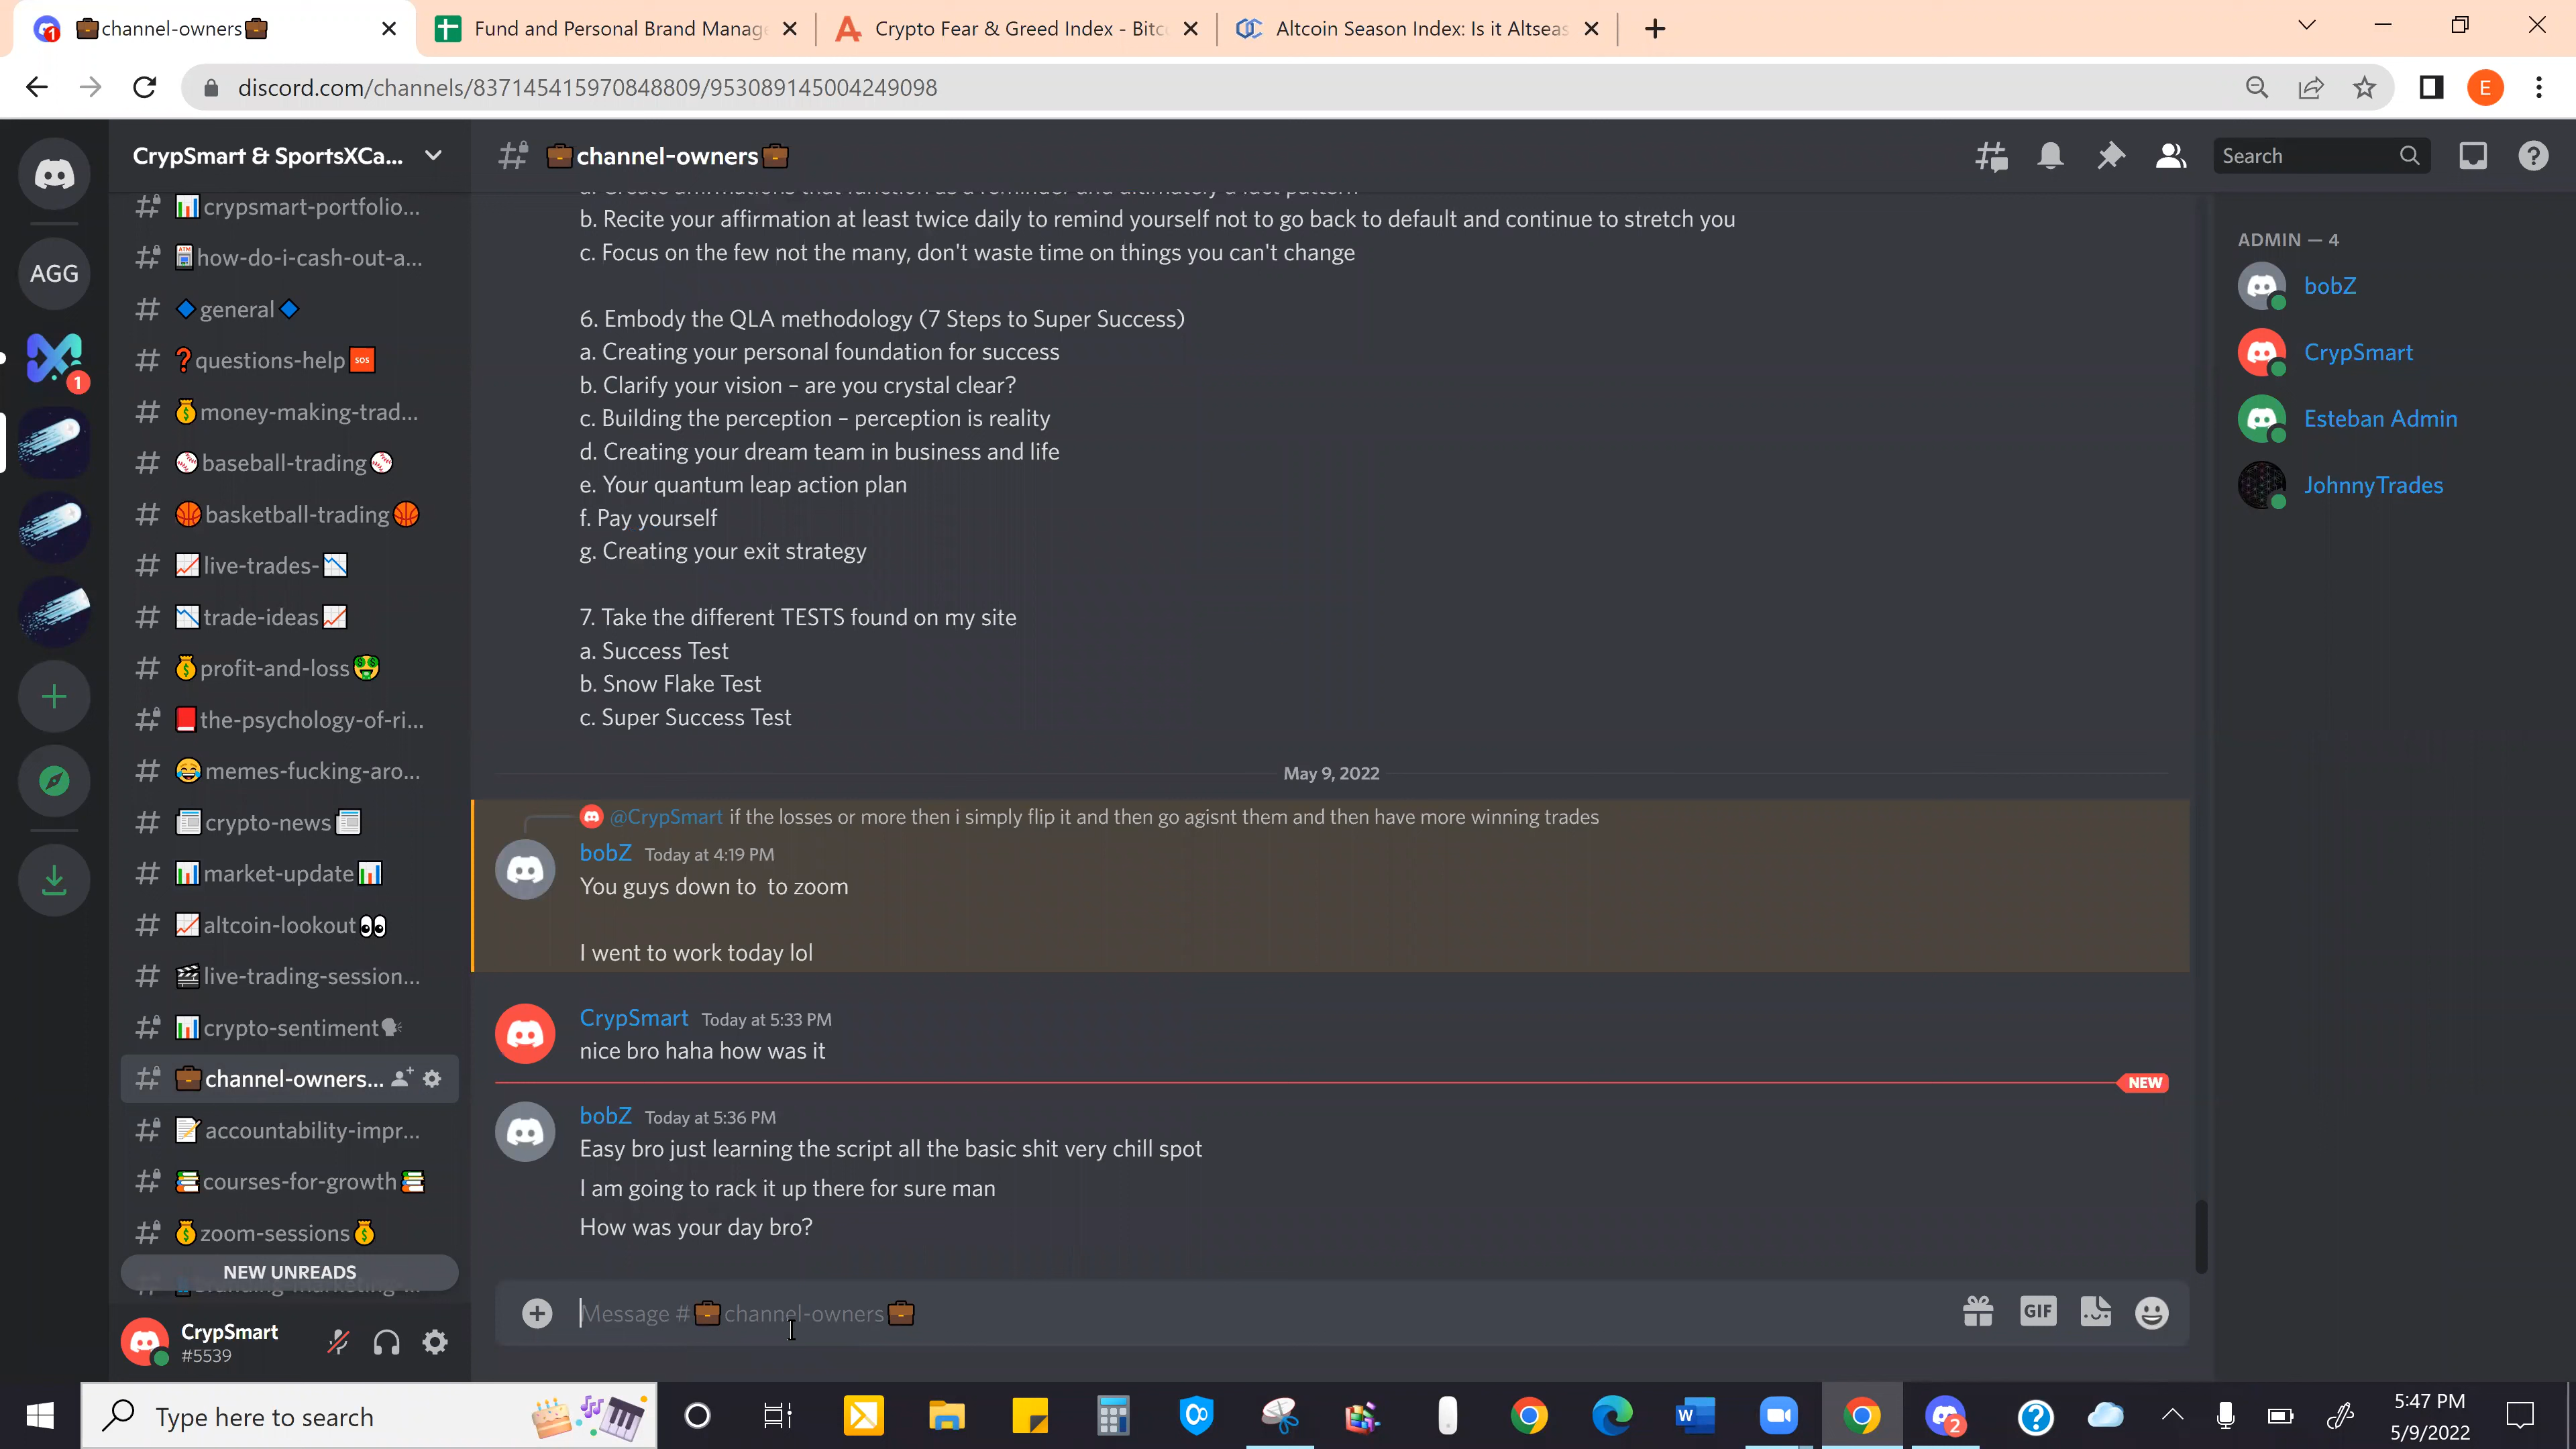 channel-owners
Fund and Personal Brand Manag
Crypto Fear & Greed Index - Bitc
Altcoin Season Index: Is it Altseas
discord.com/channels/837145415970848809/953089145004249098
E
CrypSmart & SportsXCa...
channel-owners
Search
AGG
1
crypsmart-portfolio...
how-do-i-cash-out-a...
general
questions-help
money-making-trad...
baseball-trading
basketball-trading
live-trades-
trade-ideas
profit-and-loss
the-psychology-of-ri...
memes-fucking-aro...
crypto-news
market-update
altcoin-lookout
live-trading-session...
crypto-sentiment
channel-owners...
accountability-impr...
courses-for-growth
zoom-sessions
NEW UNREADS
CrypSmart
#5539
a. Create affirmations that function as a reminder and ultimately a fact pattern
b. Recite your affirmation at least twice daily to remind yourself not to go back to default and continue to stretch you
c. Focus on the few not the many, don't waste time on things you can't change
6. Embody the QLA methodology (7 Steps to Super Success)
a. Creating your personal foundation for success
b. Clarify your vision – are you crystal clear?
c. Building the perception – perception is reality
d. Creating your dream team in business and life
e. Your quantum leap action plan
f. Pay yourself
g. Creating your exit strategy
7. Take the different TESTS found on my site
a. Success Test
b. Snow Flake Test
c. Super Success Test
May 9, 2022
@CrypSmart if the losses or more then i simply flip it and then go agisnt them and then have more winning trades
bobZ Today at 4:19 PM
You guys down to  to zoom
I went to work today lol
CrypSmart Today at 5:33 PM
nice bro haha how was it
NEW
bobZ Today at 5:36 PM
Easy bro just learning the script all the basic shit very chill spot
I am going to rack it up there for sure man
How was your day bro?
Message # channel-owners
GIF
ADMIN — 4
bobZ
CrypSmart
Esteban Admin
JohnnyTrades
Type here to search
2
5:47 PM
5/9/2022